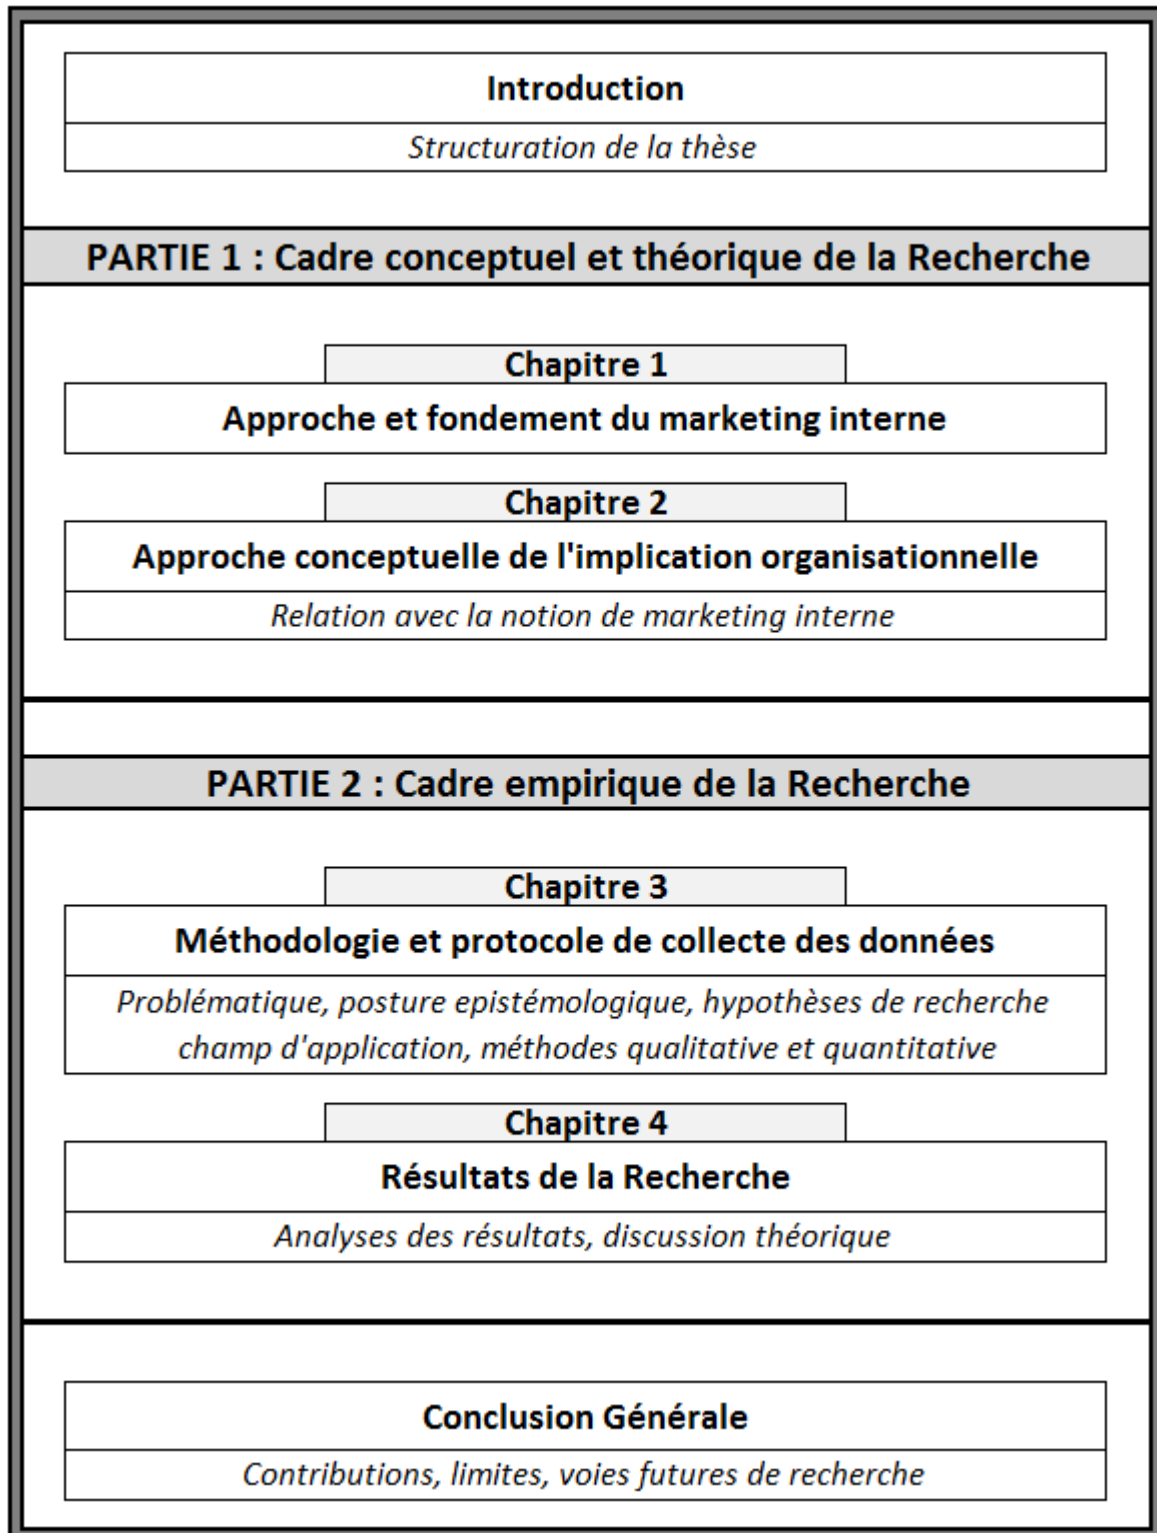 Introduction
Structuration de la thèse
PARTIE 1 : Cadre conceptuel et théorique de la Recherche
Chapitre 1
Approche et fondement du marketing interne
Chapitre 2
Approche conceptuelle de l'implication organisationnelle
Relation avec la notion de marketing interne
PARTIE 2 : Cadre empirique de la Recherche
Chapitre 3
Méthodologie et protocole de collecte des données
Problématique, posture epistémologique, hypothèses de recherche
champ d'application, méthodes qualitative et quantitative
Chapitre 4
Résultats de la Recherche
Analyses des résultats, discussion théorique
Conclusion Générale
Contributions, limites, voies futures de recherche